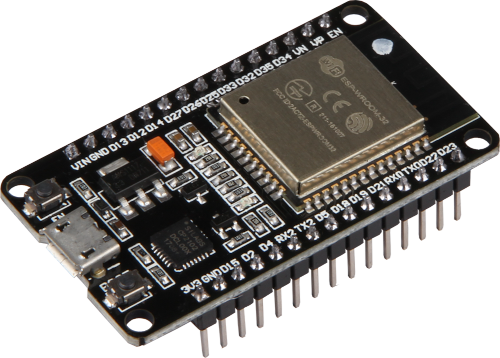 VIN GND D13 D12 D14 D27 D26 D25 D33 D32 D35 D34 VN VP EN
ESP-WROOM-32
CE
3V3 GND D15 D2 D4 RX2 TX2 D5 D18 D19 D21 RX0 TX0 D22 D23